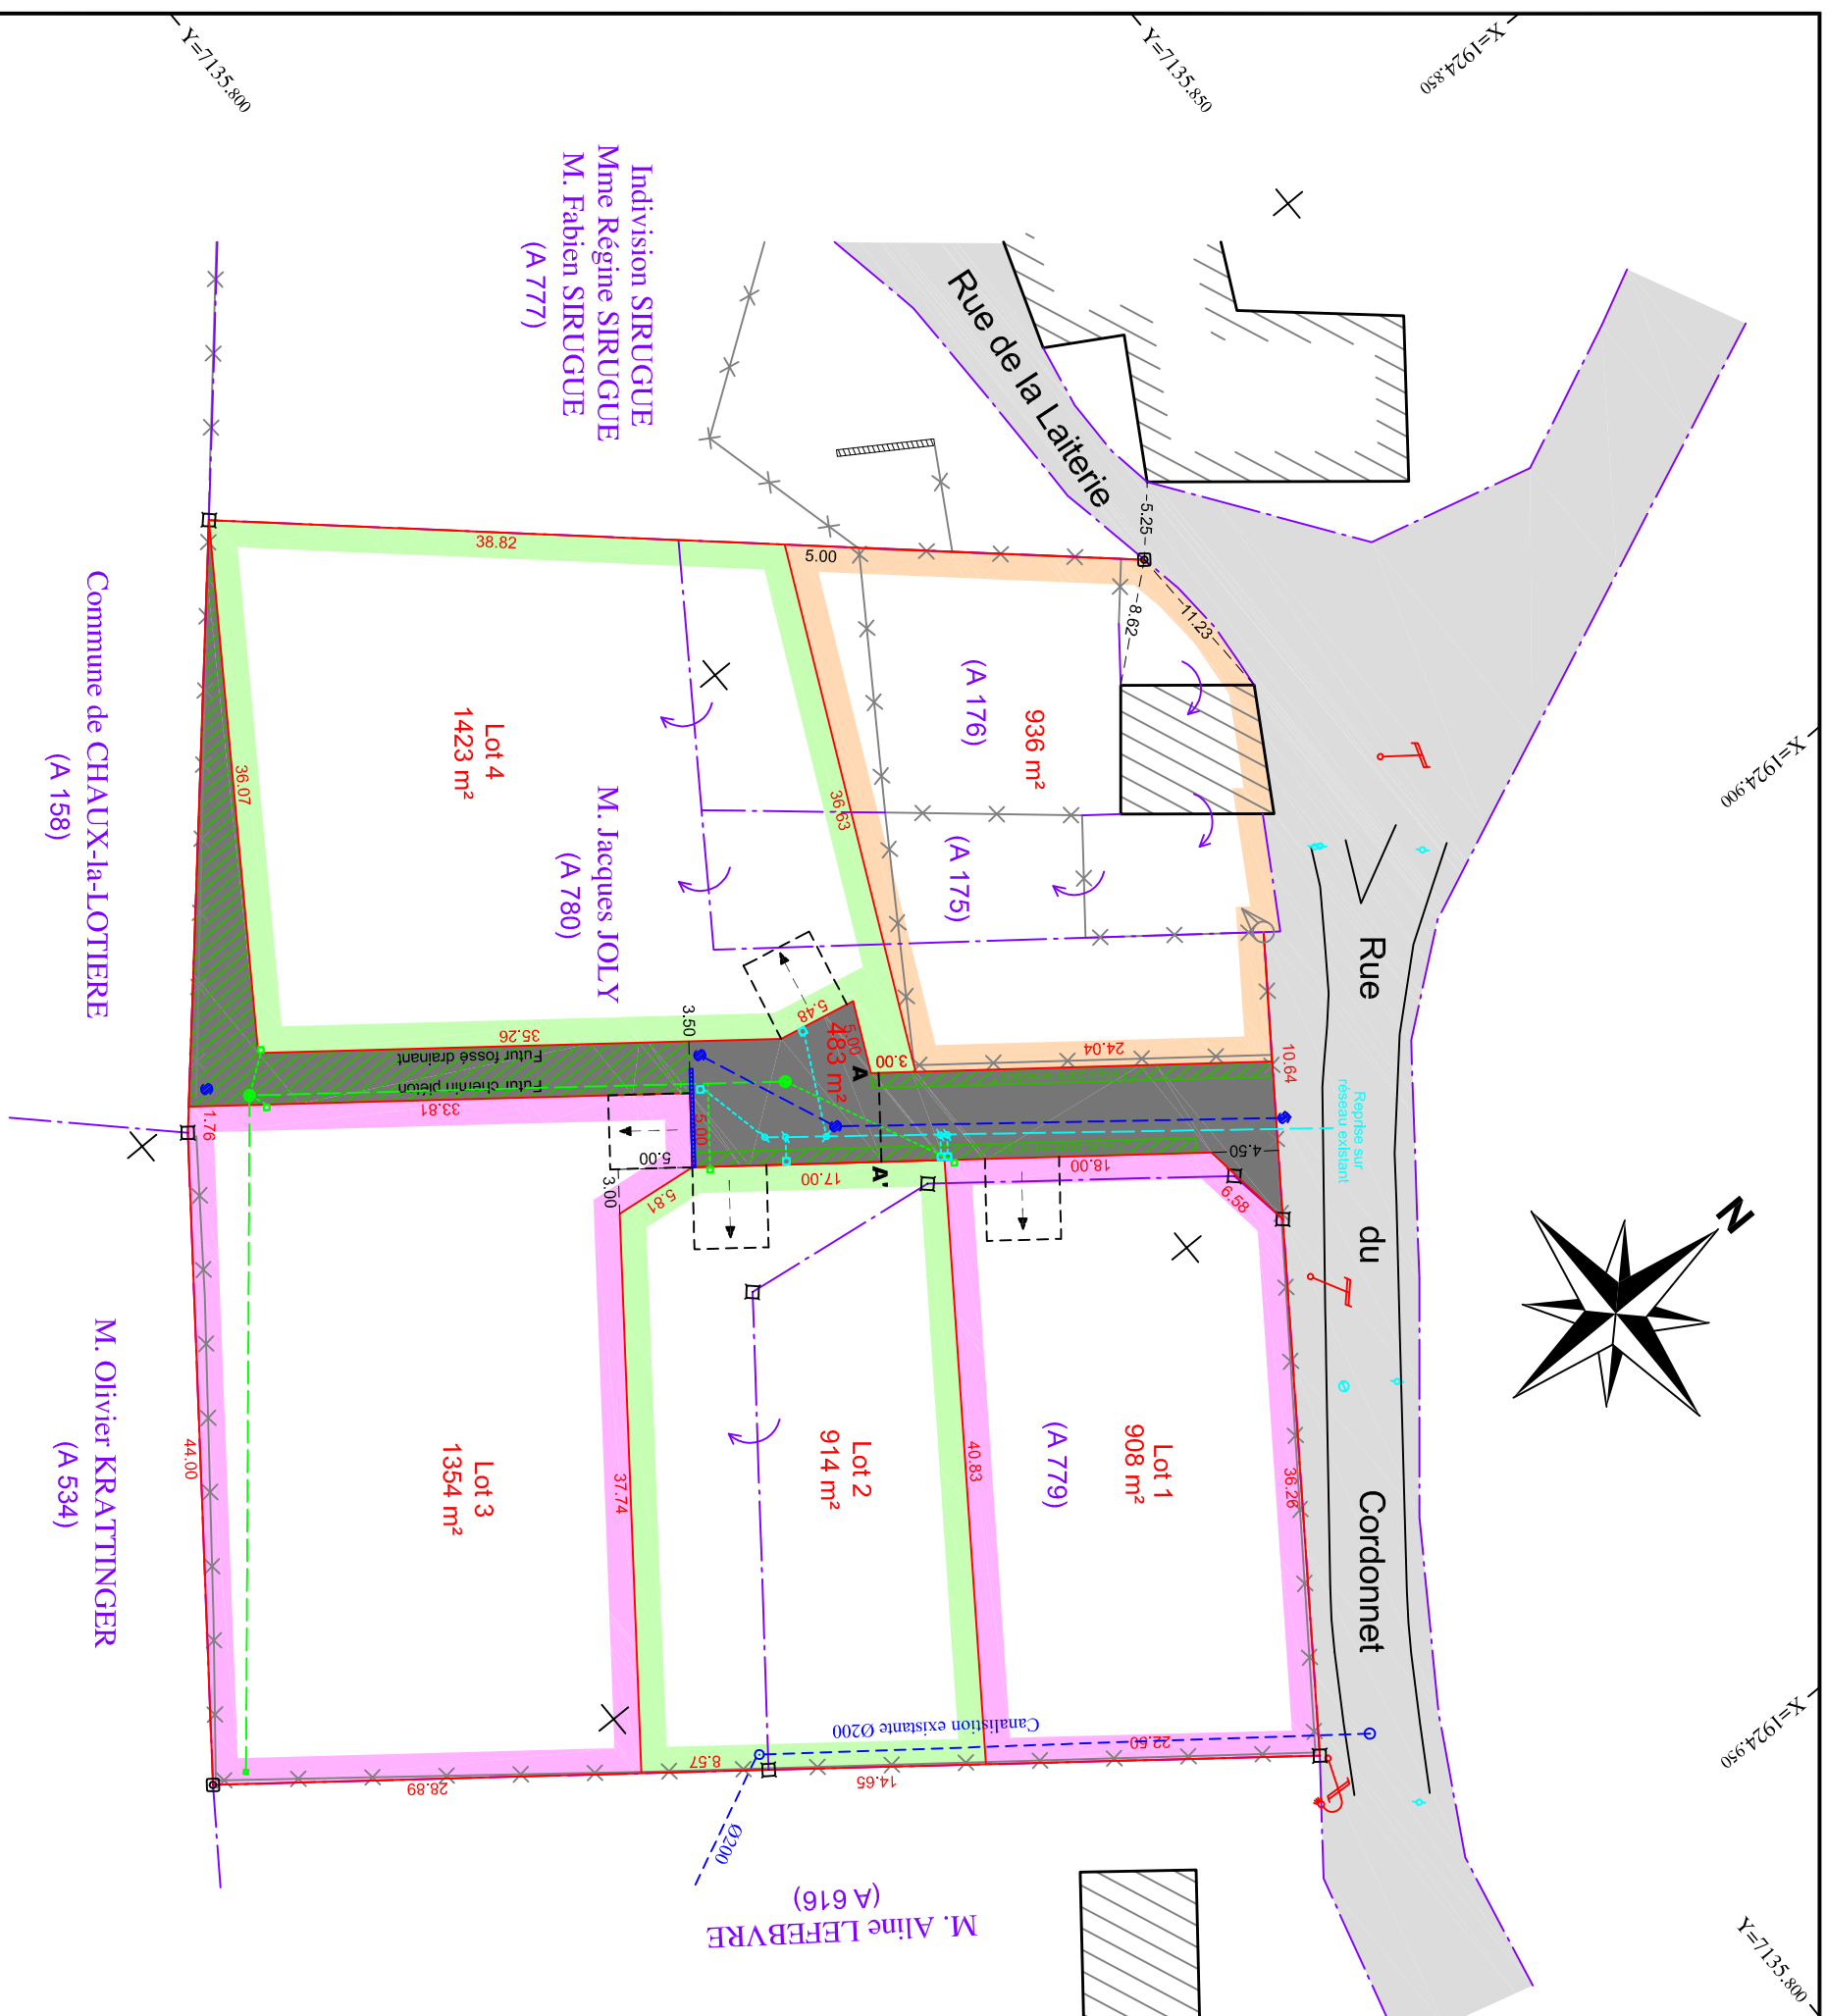 Y=7135.800
Y=7135.850
X=1924.850
X=1924.900
X=1924.950
Y=7135.800
N
Indivision SIRUGUE
Mme Régine SIRUGUE
M. Fabien SIRUGUE
(A 777)
Rue de la Laiterie
5.25
8.62
11.23
38.82
5.00
(A 176)
936 m²
(A 175)
36.63
Lot 4
1423 m²
M. Jacques JOLY
(A 780)
36.07
Commune de CHAUX-la-LOTIERE
(A 158)
35.26
Futur fossé drainant
Futur chemin piéton
33.81
1.76
3.50
5.48
5.00
483 m²
3.00
A
A'
24.04
10.64
4.50
Reprise sur
réseau existant
5.00
5.00
3.00
5.81
17.00
18.00
6.58
Rue du Cordonnet
Lot 1
908 m²
(A 779)
36.26
40.83
Lot 2
914 m²
37.74
Lot 3
1354 m²
44.00
M. Olivier KRATTINGER
(A 534)
28.89
8.57
14.65
22.60
Canalistion existante Ø200
Ø200
M. Aline LEFEBVRE
(A 616)